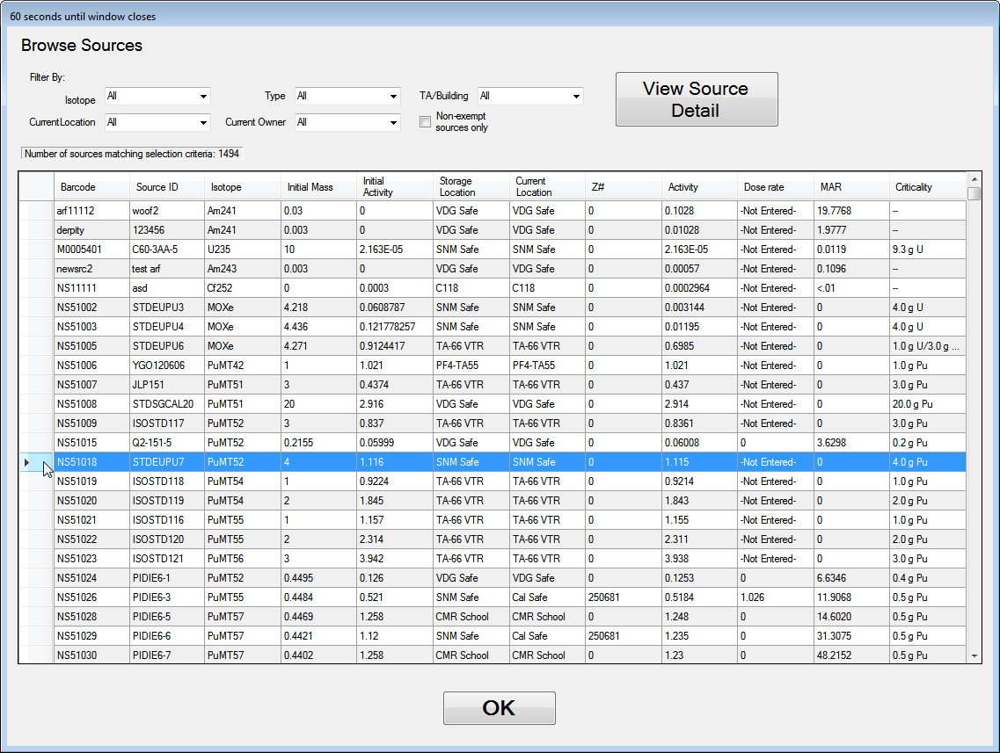 60 seconds until window closes
Browse Sources
Filter By:
Isotope All Type All TA/Building All
CurrentLocation All Current Owner All Non-exempt sources only
View Source
Detail
Number of sources matching selection criteria: 1494
Barcode Source ID Isotope Initial Mass Initial Activity Storage Location Current Location Z# Activity Dose rate MAR Criticality
arf11112 woof2 Am241 0.03 0 VDG Safe VDG Safe 0 0.1028 -Not Entered- 19.7768 --
derpity 123456 Am241 0.003 0 VDG Safe VDG Safe 0 0.01028 -Not Entered- 1.9777 --
M0005401 C60-3AA-5 U235 10 2.163E-05 SNM Safe SNM Safe 0 2.163E-05 -Not Entered- 0.0119 9.3 g U
newsrc2 test arf Am243 0.003 0 VDG Safe VDG Safe 0 0.00057 -Not Entered- 0.1096 --
NS11111 asd Cf252 0 0.0003 C118 C118 0 0.0002964 -Not Entered- <.01 --
NS51002 STDEUPU3 MOXe 4.218 0.0608787 SNM Safe SNM Safe 0 0.003144 -Not Entered- 0 4.0 g U
NS51003 STDEUPU4 MOXe 4.436 0.121778257 SNM Safe SNM Safe 0 0.01195 -Not Entered- 0 4.0 g U
NS51005 STDEUPU6 MOXe 4.271 0.9124417 TA-66 VTR TA-66 VTR 0 0.6985 -Not Entered- 0 1.0 g U/3.0 g ...
NS51006 YGO120606 PuMT42 1 1.021 PF4-TA55 PF4-TA55 0 1.021 -Not Entered- 0 1.0 g Pu
NS51007 JLP151 PuMT51 3 0.4374 TA-66 VTR TA-66 VTR 0 0.437 -Not Entered- 0 3.0 g Pu
NS51008 STDSGCAL20 PuMT51 20 2.916 VDG Safe VDG Safe 0 2.914 -Not Entered- 0 20.0 g Pu
NS51009 ISOSTD117 PuMT52 3 0.837 TA-66 VTR TA-66 VTR 0 0.8361 -Not Entered- 0 3.0 g Pu
NS51015 Q2-151-5 PuMT52 0.2155 0.05999 VDG Safe VDG Safe 0 0.06008 0 3.6298 0.2 g Pu
NS51018 STDEUPU7 PuMT52 4 1.116 SNM Safe SNM Safe 0 1.115 -Not Entered- 0 4.0 g Pu
NS51019 ISOSTD118 PuMT54 1 0.9224 TA-66 VTR TA-66 VTR 0 0.9214 -Not Entered- 0 1.0 g Pu
NS51020 ISOSTD119 PuMT54 2 1.845 TA-66 VTR TA-66 VTR 0 1.843 -Not Entered- 0 2.0 g Pu
NS51021 ISOSTD116 PuMT55 1 1.157 TA-66 VTR TA-66 VTR 0 1.155 -Not Entered- 0 1.0 g Pu
NS51022 ISOSTD120 PuMT55 2 2.314 TA-66 VTR TA-66 VTR 0 2.311 -Not Entered- 0 2.0 g Pu
NS51023 ISOSTD121 PuMT56 3 3.942 TA-66 VTR TA-66 VTR 0 3.938 -Not Entered- 0 3.0 g Pu
NS51024 PIDIE6-1 PuMT52 0.4495 0.126 VDG Safe VDG Safe 0 0.1253 0 6.6346 0.4 g Pu
NS51026 PIDIE6-3 PuMT55 0.4484 0.521 SNM Safe Cal Safe 250681 0.5184 1.026 11.9068 0.5 g Pu
NS51028 PIDIE6-5 PuMT57 0.4469 1.258 CMR School CMR School 0 1.248 0 14.6020 0.5 g Pu
NS51029 PIDIE6-6 PuMT57 0.4421 1.12 SNM Safe Cal Safe 250681 1.235 0 31.3075 0.5 g Pu
NS51030 PIDIE6-7 PuMT57 0.4402 1.258 CMR School CMR School 0 1.23 0 48.2152 0.5 g Pu
OK